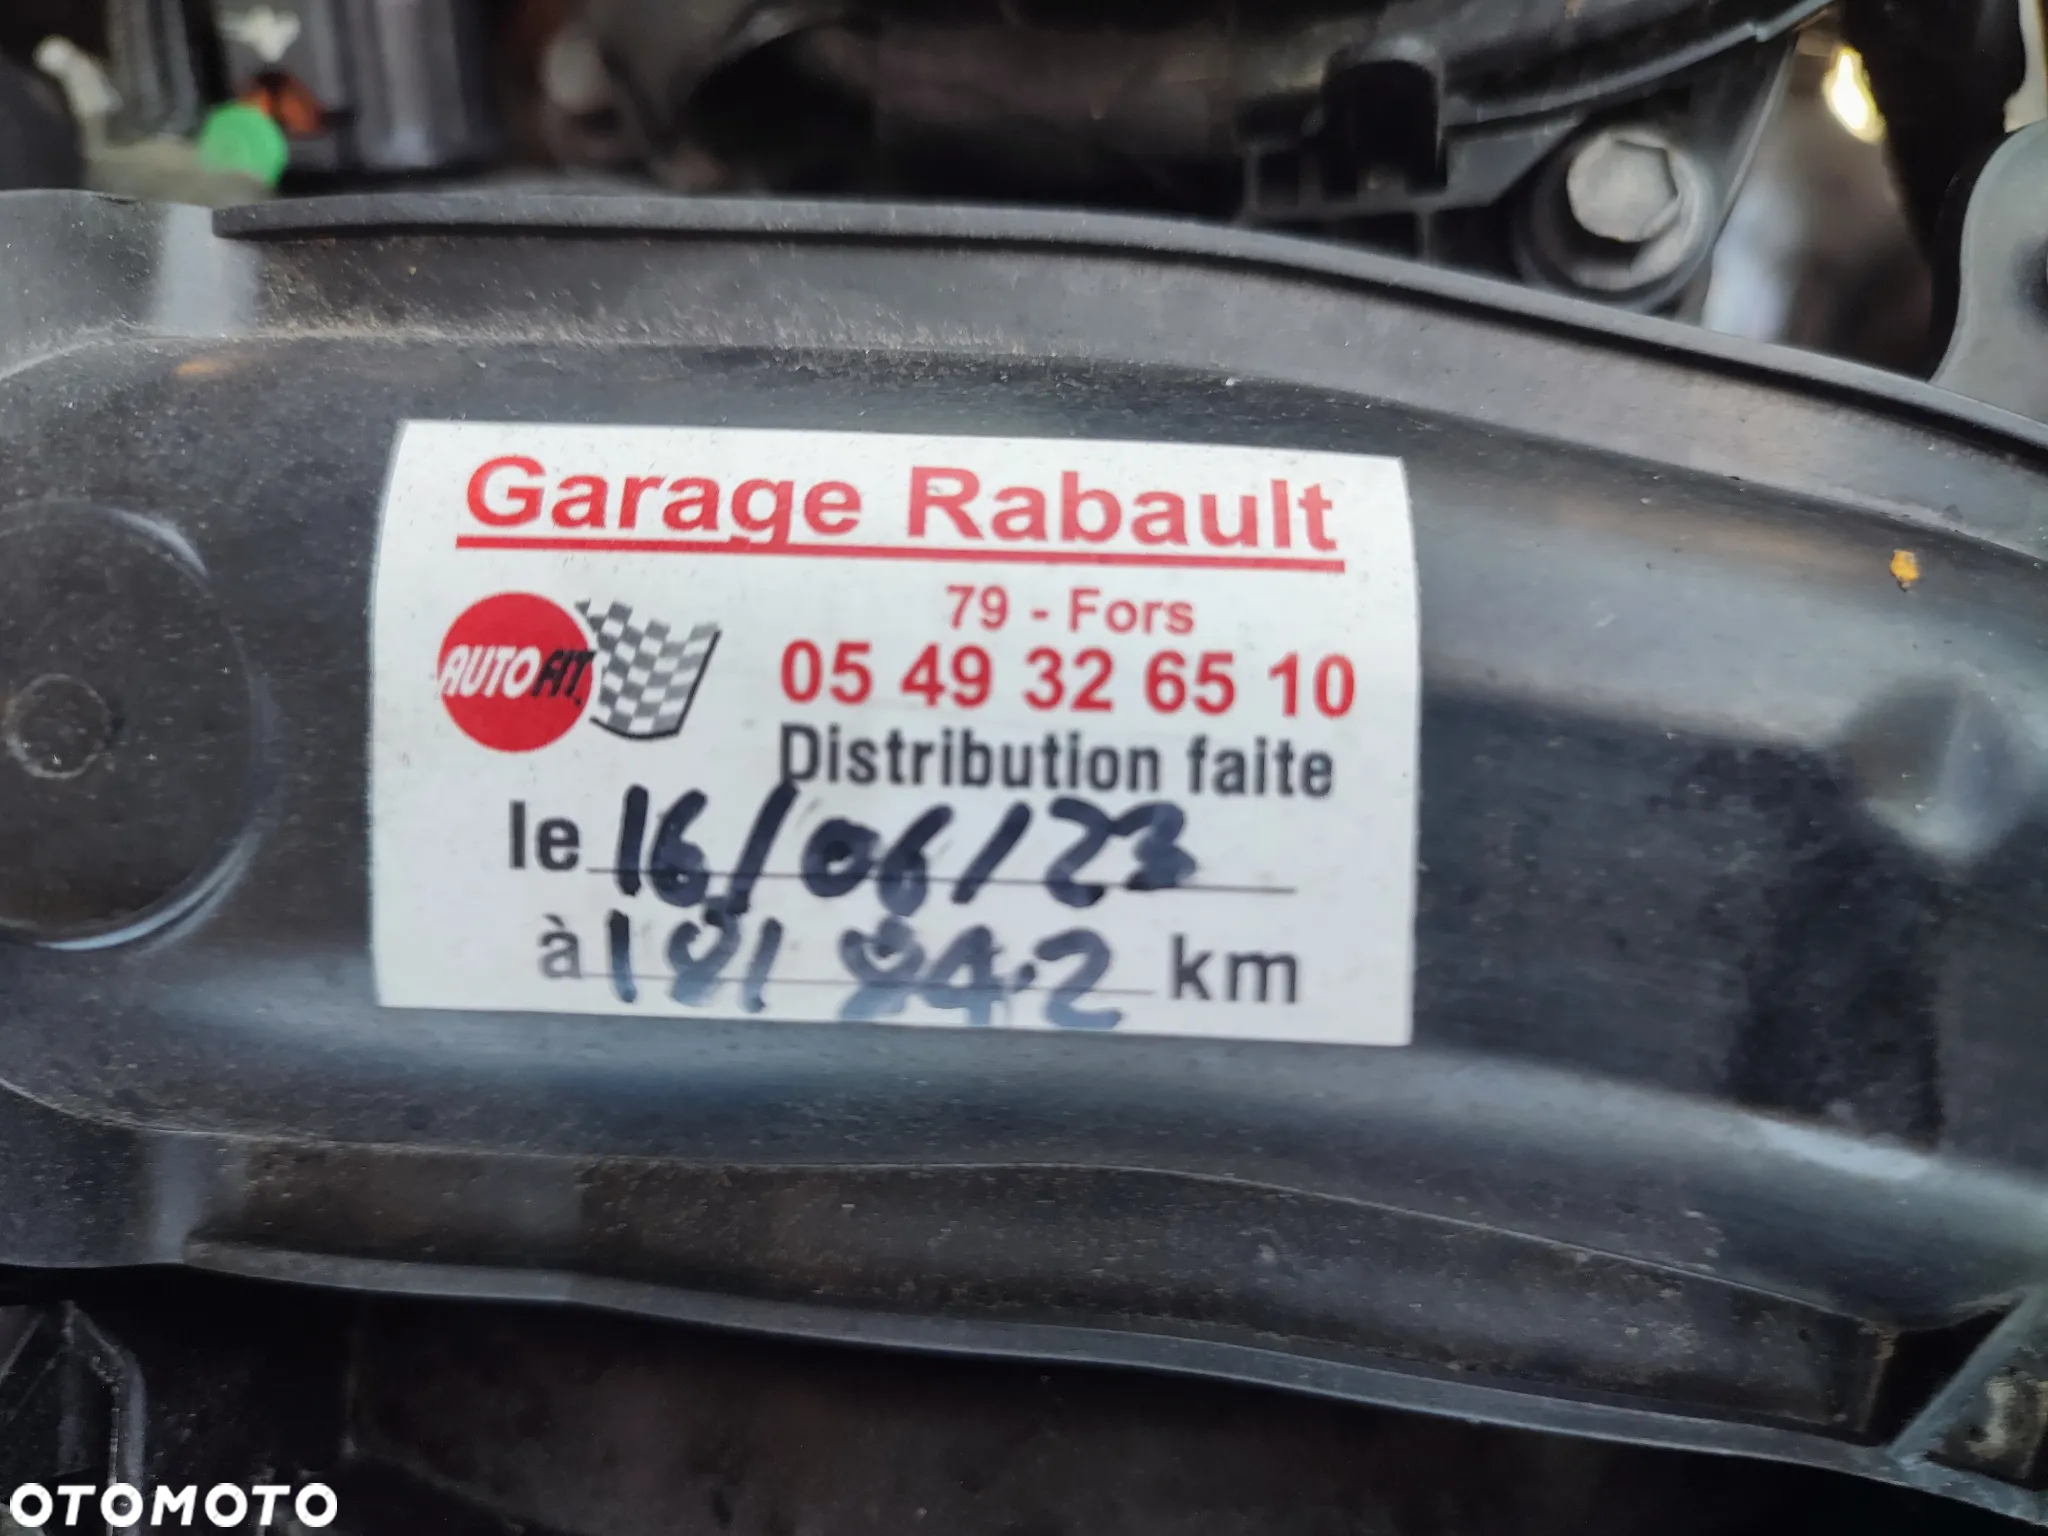 Garage Rabault
79 - Fors
AUTOFIT
05 49 32 65 10
Distribution faite
le 16/06/23
à 181 842 km
OTOMOTO